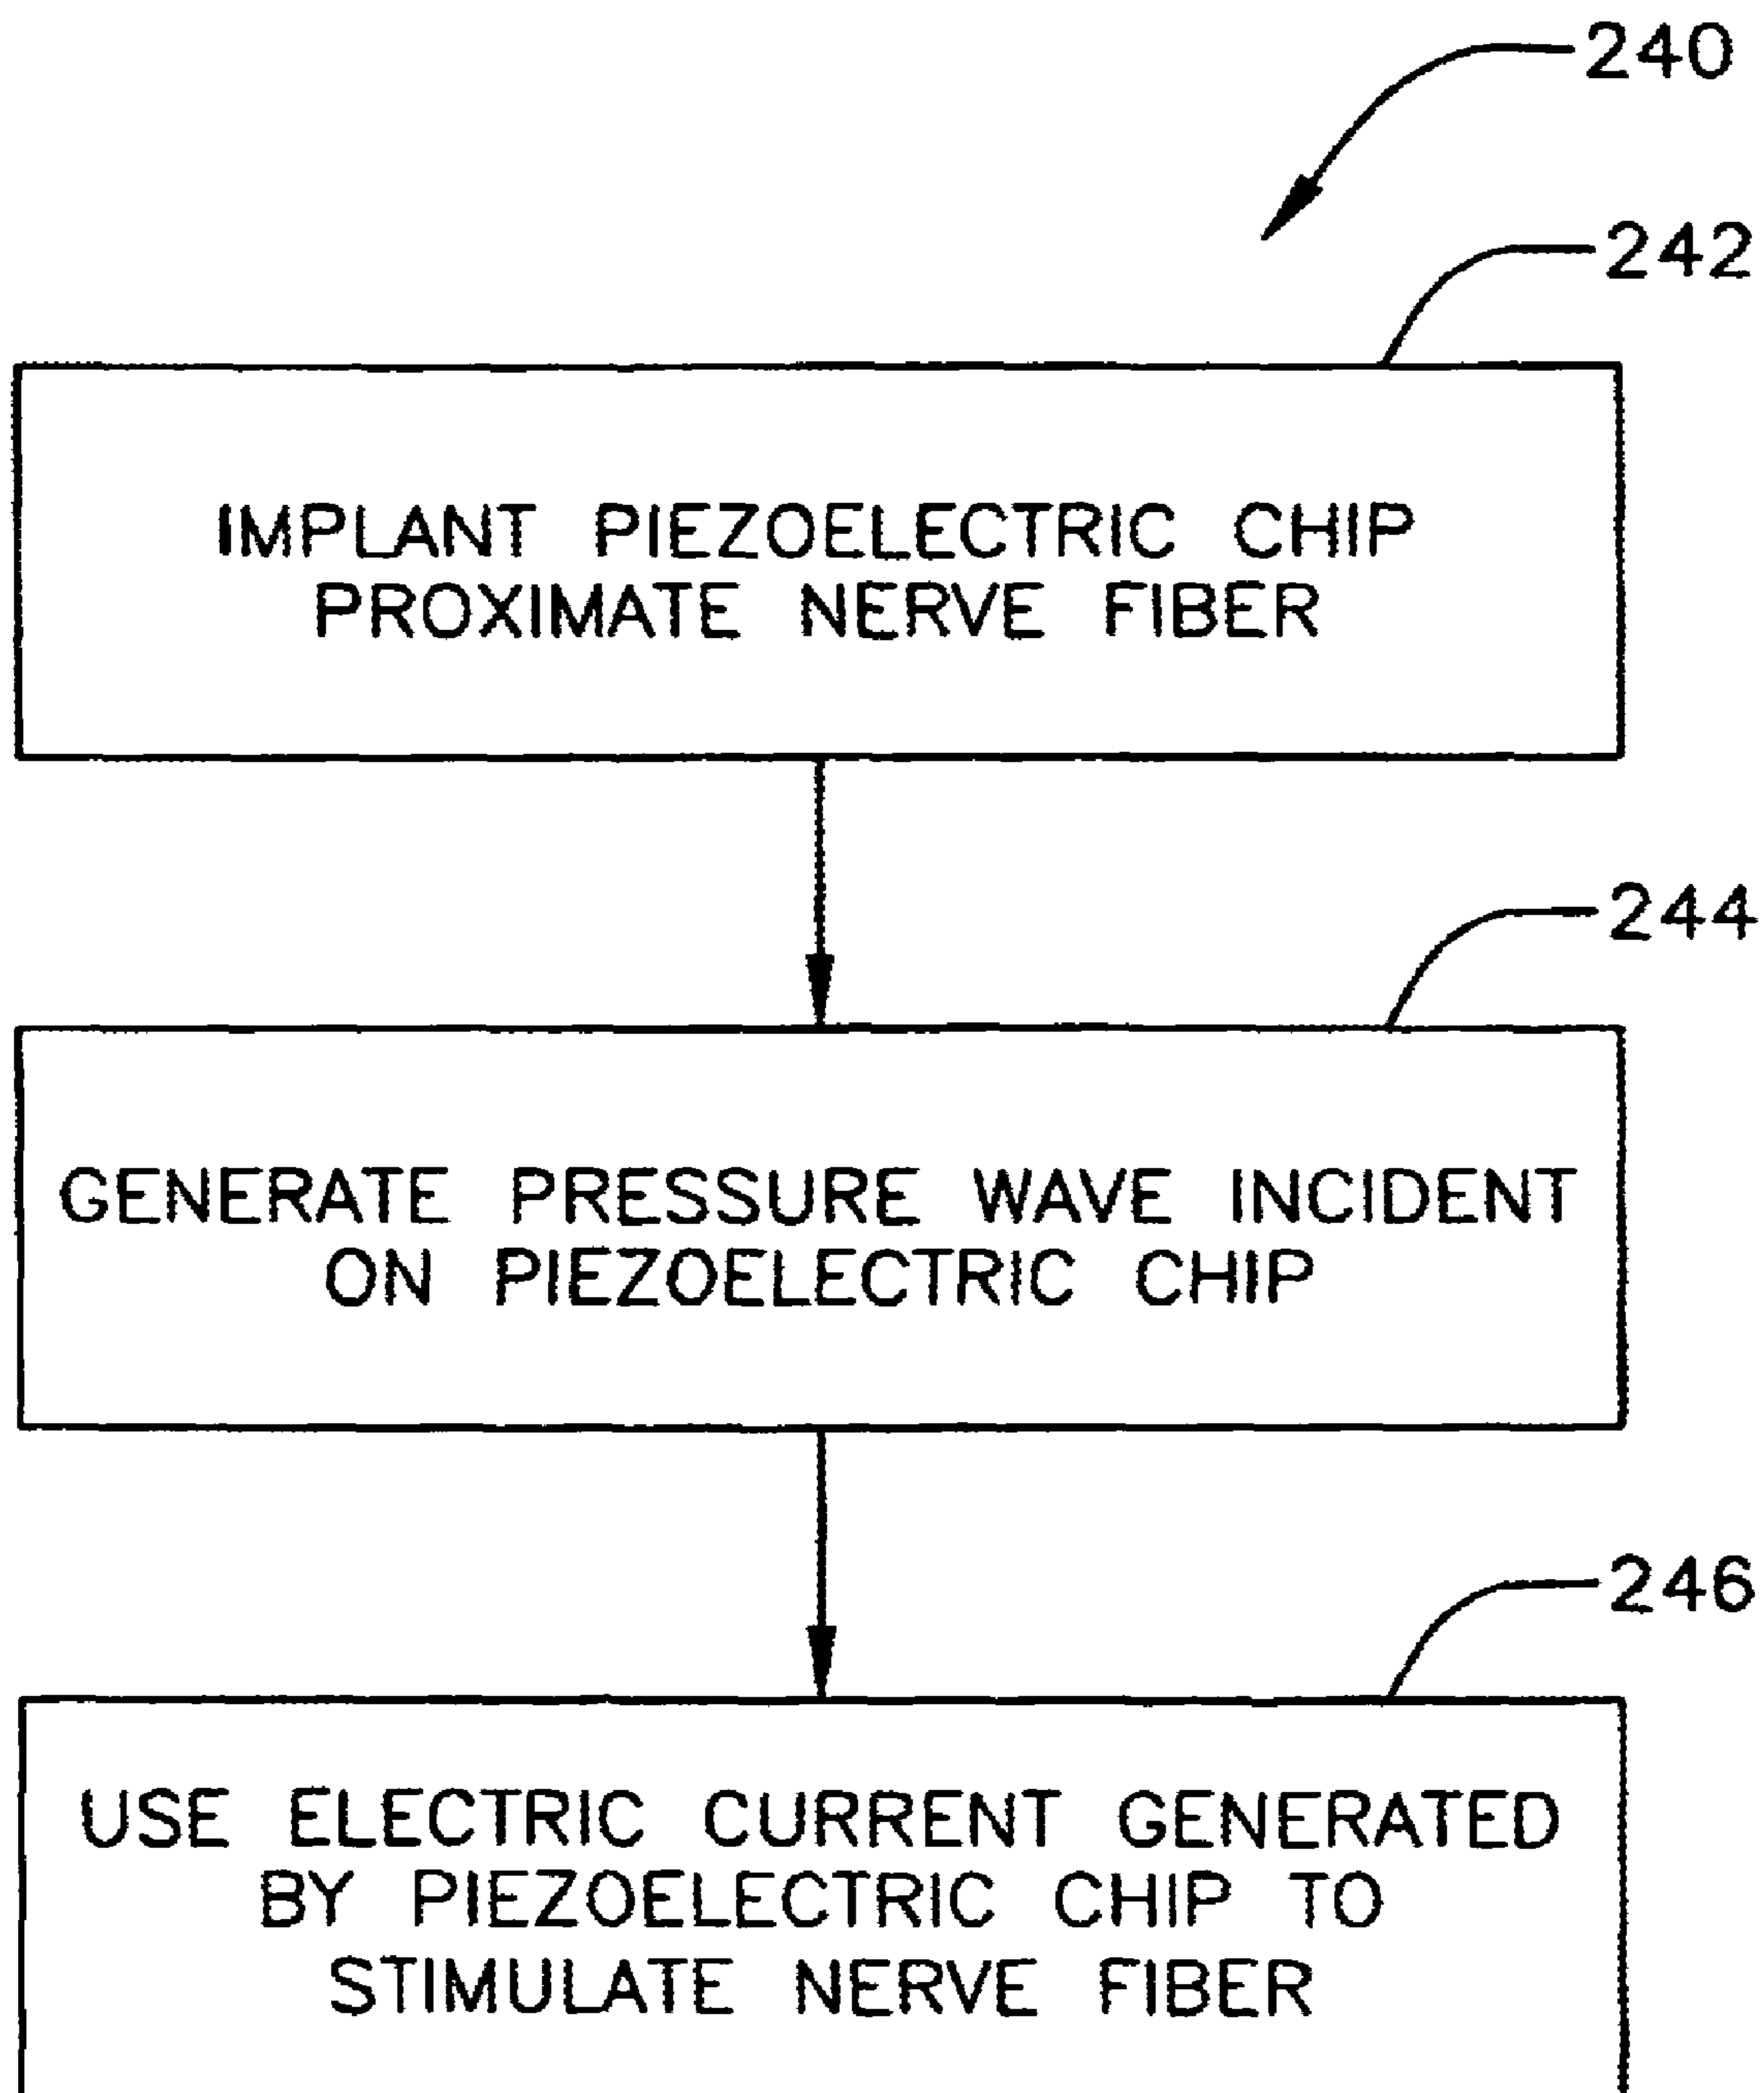 240
242
IMPLANT PIEZOELECTRIC CHIP
PROXIMATE NERVE FIBER
244
GENERATE PRESSURE WAVE INCIDENT
ON PIEZOELECTRIC CHIP
246
USE ELECTRIC CURRENT GENERATED
BY PIEZOELECTRIC CHIP TO
STIMULATE NERVE FIBER